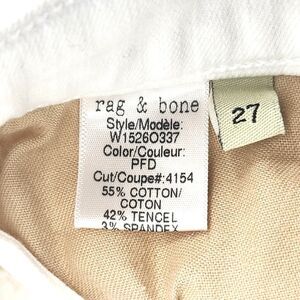 rag & bone
Style/Modèle:
W1526O337
Color/Couleur:
PFD
Cut/Coupe#:4154
55% COTTON/
COTON
42% TENCEL
3% SPANDEX
27